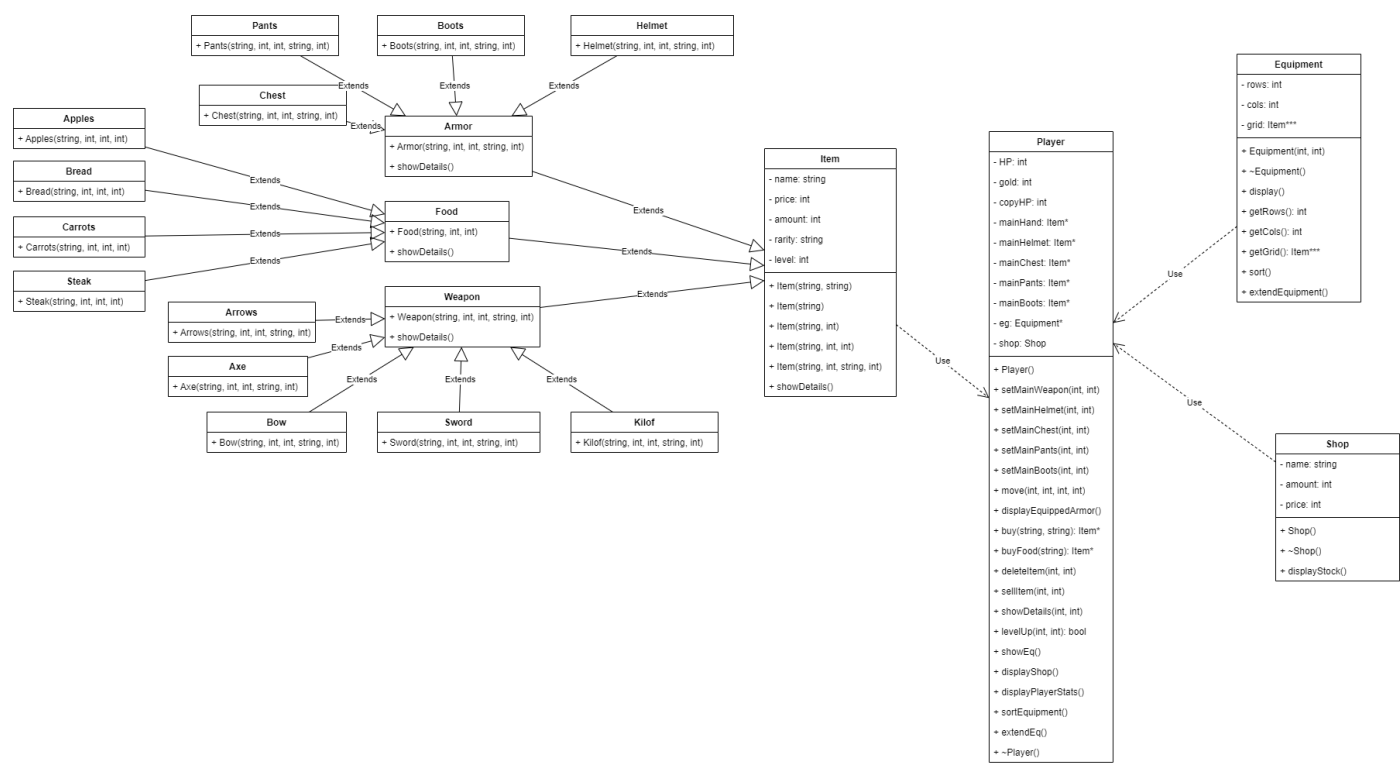 Pants
+ Pants(string, int, int, string, int)
Boots
+ Boots(string, int, int, string, int)
Helmet
+ Helmet(string, int, int, string, int)
Extends
Extends
Extends
Chest
+ Chest(string, int, int, string, int)
Extends
Armor
+ Armor(string, int, int, string, int)
+ showDetails()
Apples
+ Apples(string, int, int, int)
Bread
+ Bread(string, int, int, int)
Carrots
+ Carrots(string, int, int, int)
Steak
+ Steak(string, int, int, int)
Extends
Extends
Extends
Extends
Food
+ Food(string, int, int)
+ showDetails()
Arrows
+ Arrows(string, int, int, string, int)
Axe
+ Axe(string, int, int, string, int)
Extends
Extends
Weapon
+ Weapon(string, int, int, string, int)
+ showDetails()
Extends
Extends
Extends
Bow
+ Bow(string, int, int, string, int)
Sword
+ Sword(string, int, int, string, int)
Kilof
+ Kilof(string, int, int, string, int)
Extends
Extends
Extends
Item
- name: string
- price: int
- amount: int
- rarity: string
- level: int
+ Item(string, string)
+ Item(string)
+ Item(string, int)
+ Item(string, int, int)
+ Item(string, int, string, int)
+ showDetails()
Use
Player
- HP: int
- gold: int
- copyHP: int
- mainHand: Item*
- mainHelmet: Item*
- mainChest: Item*
- mainPants: Item*
- mainBoots: Item*
- eg: Equipment*
- shop: Shop
+ Player()
+ setMainWeapon(int, int)
+ setMainHelmet(int, int)
+ setMainChest(int, int)
+ setMainPants(int, int)
+ setMainBoots(int, int)
+ move(int, int, int, int)
+ displayEquippedArmor()
+ buy(string, string): Item*
+ buyFood(string): Item*
+ deleteItem(int, int)
+ sellItem(int, int)
+ showDetails(int, int)
+ levelUp(int, int): bool
+ showEq()
+ displayShop()
+ displayPlayerStats()
+ sortEquipment()
+ extendEq()
+ ~Player()
Use
Use
Equipment
- rows: int
- cols: int
- grid: Item***
+ Equipment(int, int)
+ ~Equipment()
+ display()
+ getRows(): int
+ getCols(): int
+ getGrid(): Item***
+ sort()
+ extendEquipment()
Shop
- name: string
- amount: int
- price: int
+ Shop()
+ ~Shop()
+ displayStock()